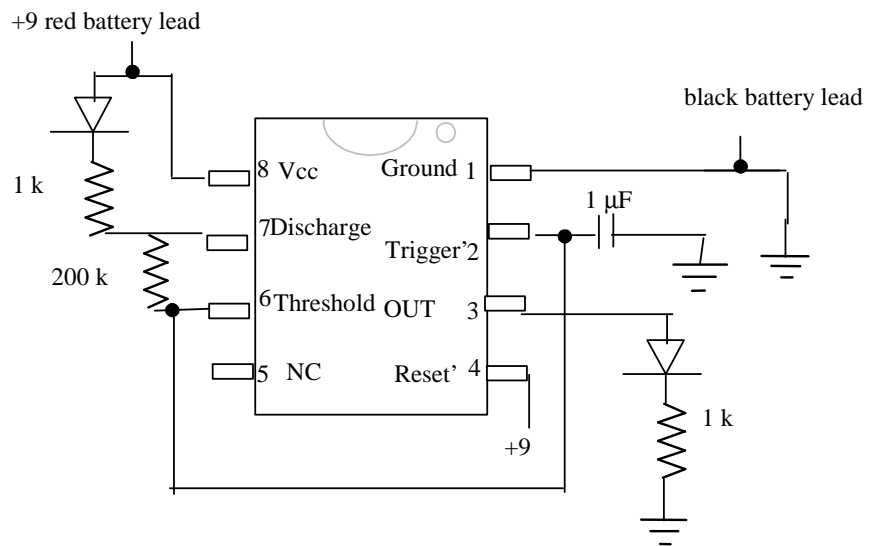 +9 red battery lead
black battery lead
8 Vcc
Ground 1
1 k
1 µF
7Discharge
Trigger’2
200 k
6Threshold
OUT 3
5 NC
Reset’ 4
1 k
+9